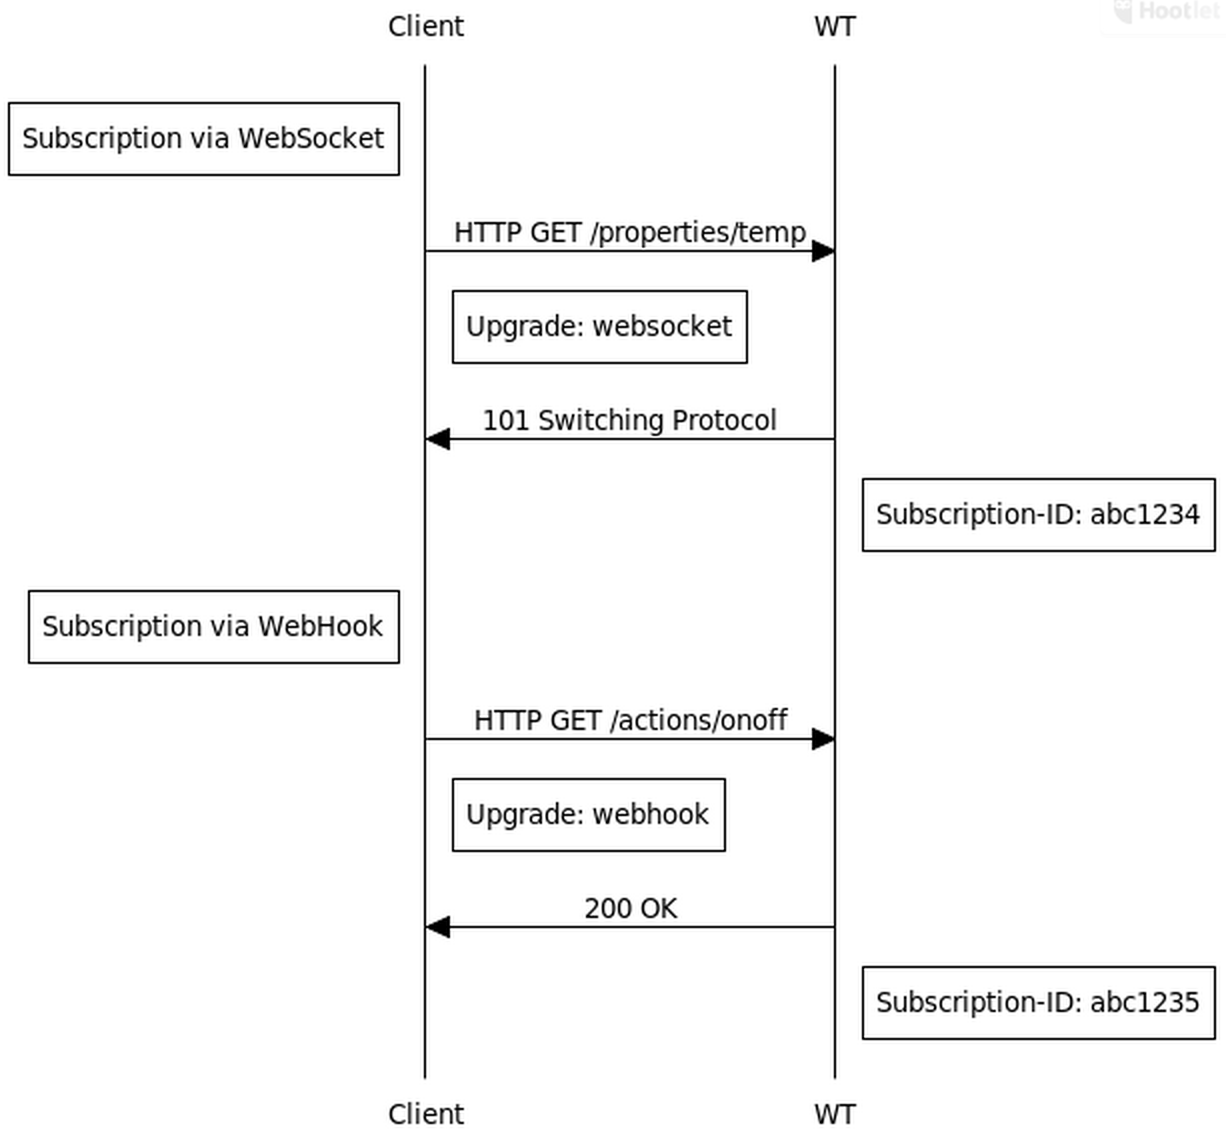 Client
WT
Hootlet
Subscription via WebSocket
HTTP GET /properties/temp
Upgrade: websocket
101 Switching Protocol
Subscription-ID: abc1234
Subscription via WebHook
HTTP GET /actions/onoff
Upgrade: webhook
200 OK
Subscription-ID: abc1235
Client
WT